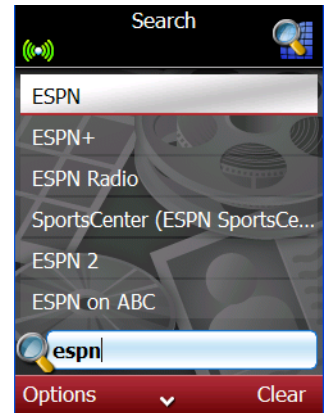 Search
ESPN
ESPN+
ESPN Radio
SportsCenter (ESPN SportsCe...
ESPN 2
ESPN on ABC
espn
Options
Clear